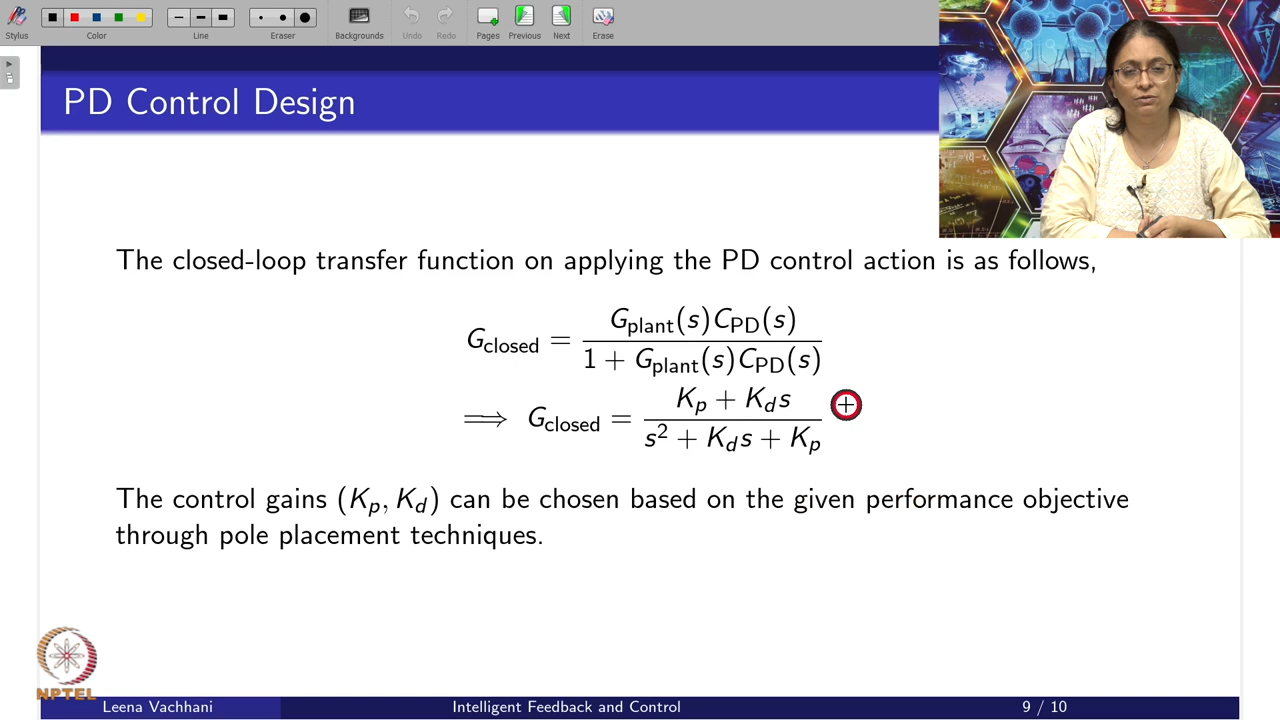 Stylus Color Line Eraser Backgrounds Undo Redo Pages Previous Next Erase
PD Control Design
The closed-loop transfer function on applying the PD control action is as follows,
G_closed = G_plant(s)C_PD(s) / 1 + G_plant(s)C_PD(s)
⟹ G_closed = K_p + K_d s / s² + K_d s + K_p
The control gains (K_p, K_d) can be chosen based on the given performance objective
through pole placement techniques.
NPTEL
Leena Vachhani Intelligent Feedback and Control 9 / 10